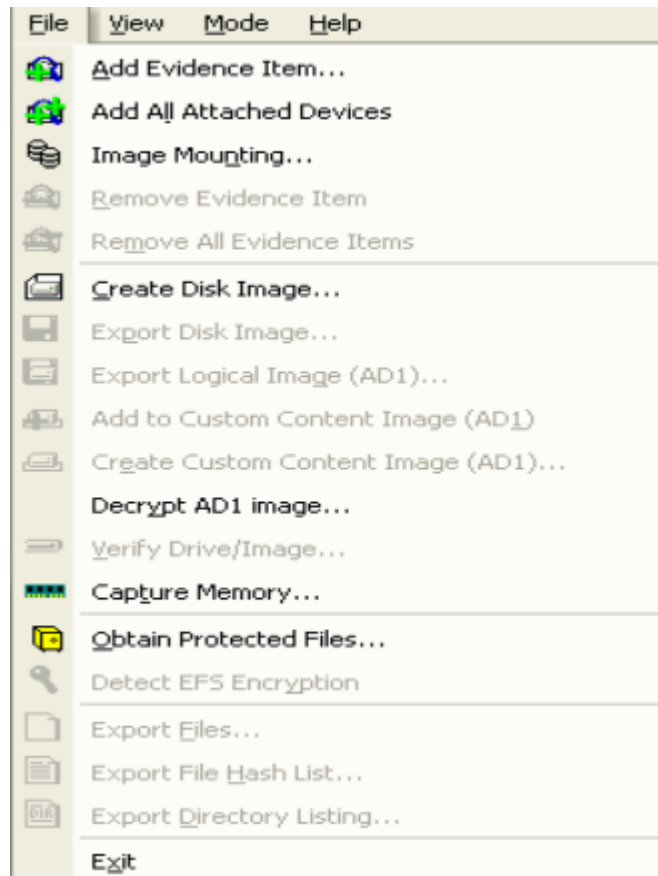 File View Mode Help
Add Evidence Item...
Add All Attached Devices
Image Mounting...
Remove Evidence Item
Remove All Evidence Items
Create Disk Image...
Export Disk Image...
Export Logical Image (AD1)...
Add to Custom Content Image (AD1)
Create Custom Content Image (AD1)...
Decrypt AD1 image...
Verify Drive/Image...
Capture Memory...
Obtain Protected Files...
Detect EFS Encryption
Export Files...
Export File Hash List...
DIR Export Directory Listing...
Exit